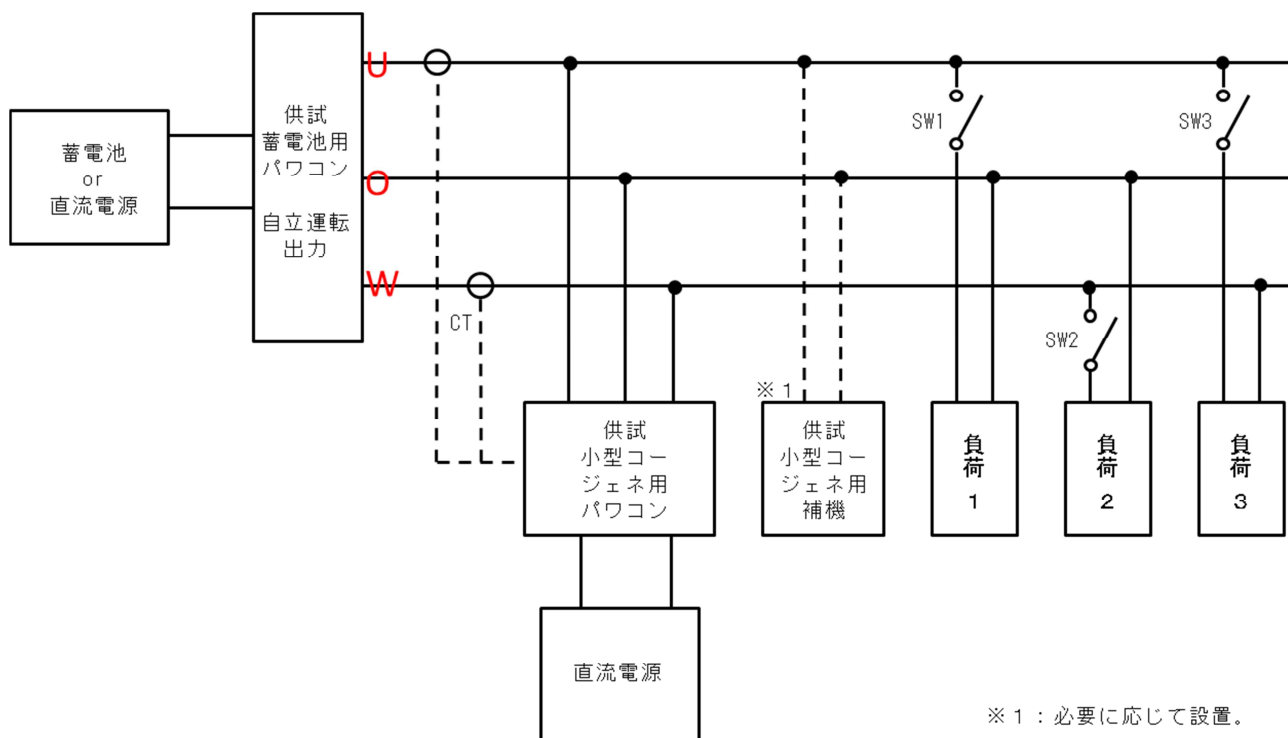 蓄電池
or
直流電源
供試
蓄電池用
パワコン
自立運転
出力
U
O
W
CT
SW1
SW2
SW3
供試
小型コー
ジェネ用
パワコン
※1
供試
小型コー
ジェネ用
補機
負荷
1
負荷
2
負荷
3
直流電源
※1:必要に応じて設置。